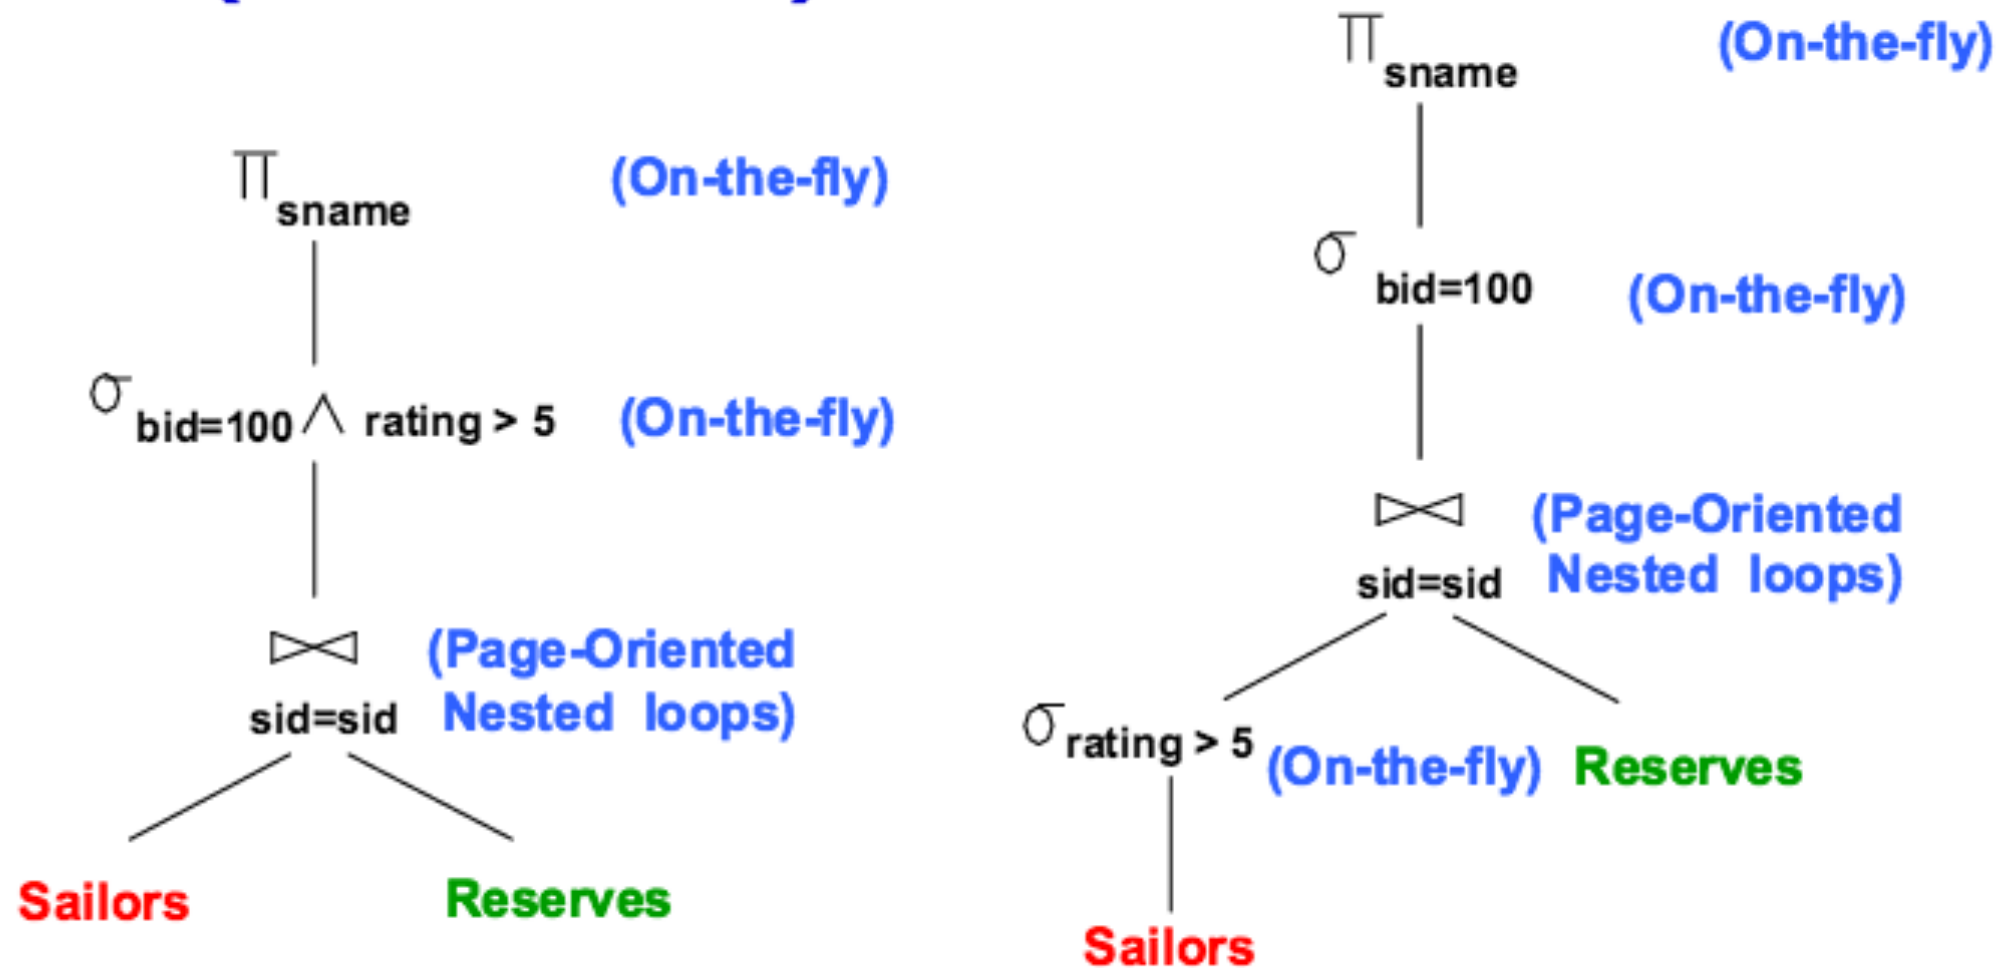 ∏ sname (On-the-fly)
σ bid=100 ∧ rating > 5 (On-the-fly)
⋈ (Page-Oriented
sid=sid Nested loops)
Sailors Reserves
∏ sname (On-the-fly)
σ bid=100 (On-the-fly)
⋈ (Page-Oriented
sid=sid Nested loops)
σ rating > 5 (On-the-fly) Reserves
Sailors